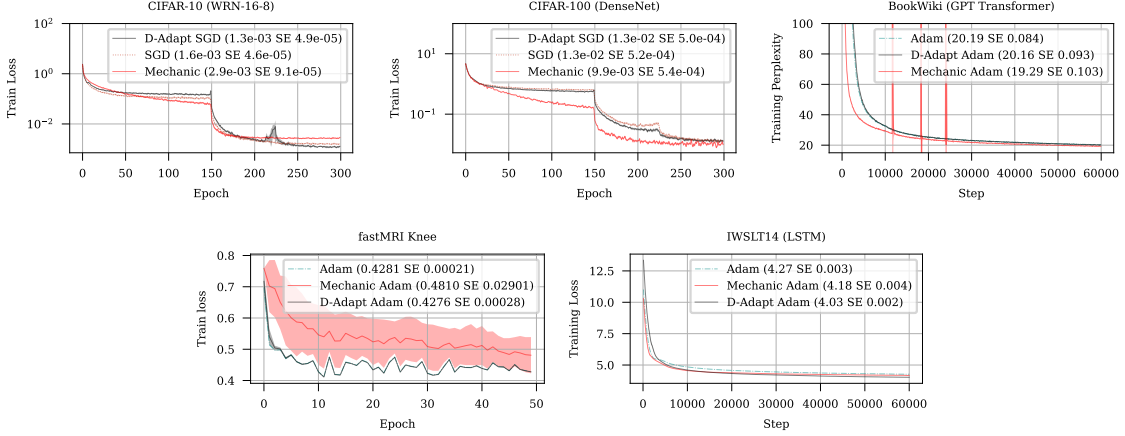 CIFAR-10 (WRN-16-8)
Train Loss
10²
10⁰
10⁻²
D-Adapt SGD (1.3e-03 SE 4.9e-05)
SGD (1.6e-03 SE 4.6e-05)
Mechanic (2.9e-03 SE 9.1e-05)
0 50 100 150 200 250 300
Epoch
CIFAR-100 (DenseNet)
Train Loss
10¹
10⁻¹
D-Adapt SGD (1.3e-02 SE 5.0e-04)
SGD (1.3e-02 SE 5.2e-04)
Mechanic (9.9e-03 SE 5.4e-04)
0 50 100 150 200 250 300
Epoch
BookWiki (GPT Transformer)
Training Perplexity
100
80
60
40
20
Adam (20.19 SE 0.084)
D-Adapt Adam (20.16 SE 0.093)
Mechanic Adam (19.29 SE 0.103)
0 10000 20000 30000 40000 50000 60000
Step
fastMRI Knee
Train loss
0.8
0.7
0.6
0.5
0.4
Adam (0.4281 SE 0.00021)
Mechanic Adam (0.4810 SE 0.02901)
D-Adapt Adam (0.4276 SE 0.00028)
0 10 20 30 40 50
Epoch
IWSLT14 (LSTM)
Training Loss
12.5
10.0
7.5
5.0
Adam (4.27 SE 0.003)
Mechanic Adam (4.18 SE 0.004)
D-Adapt Adam (4.03 SE 0.002)
0 10000 20000 30000 40000 50000 60000
Step